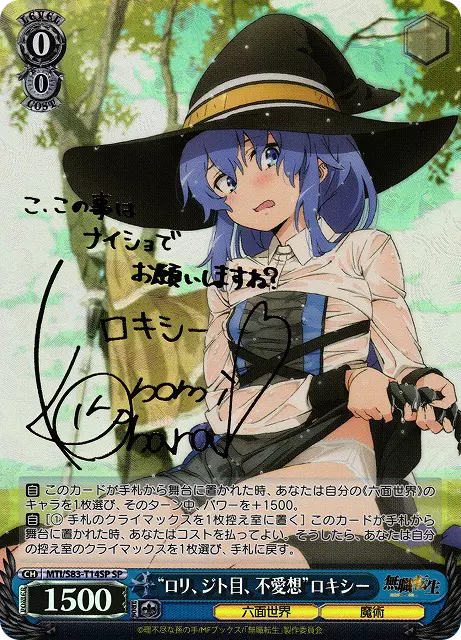 LEVEL
0
0
COST
こ、この事は
ナイショで
お願いしますね?
ロキシー
自 このカードが手札から舞台に置かれた時、あなたは自分の《六面世界》の
キャラを1枚選び、そのターン中、パワーを+1500。
自 [① 手札のクライマックスを1枚控え室に置く] このカードが手札から舞
台に置かれた時、あなたはコストを払ってよい。そうしたら、あなたは自分
の控え室のクライマックスを1枚選び、手札に戻す。
CH MTI/S83-T14SP SP
"ロリ、ジト目、不愛想"ロキシー
無職転生
POWER
1500
六面世界
魔術
©理不尽な孫の手/MFブックス/「無職転生」製作委員会